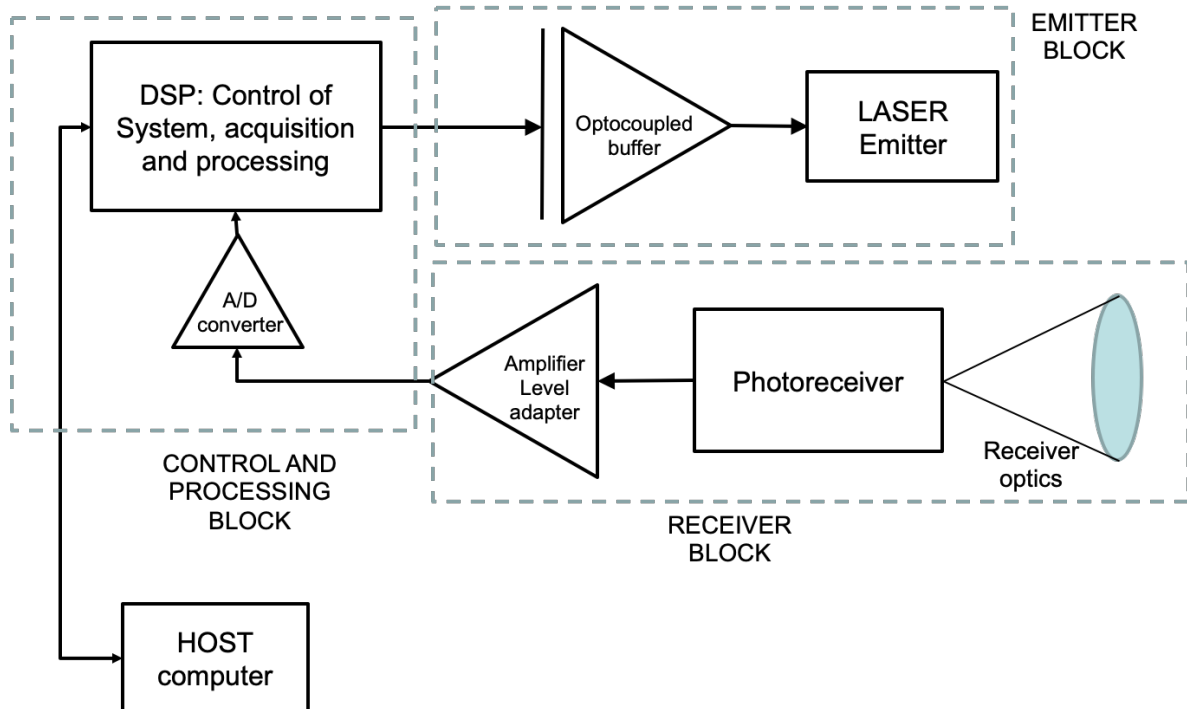 EMITTER
BLOCK
DSP: Control of
System, acquisition
and processing
Optocoupled
buffer
LASER
Emitter
A/D
converter
Amplifier
Level
adapter
Photoreceiver
Receiver
optics
CONTROL AND
PROCESSING
BLOCK
RECEIVER
BLOCK
HOST
computer